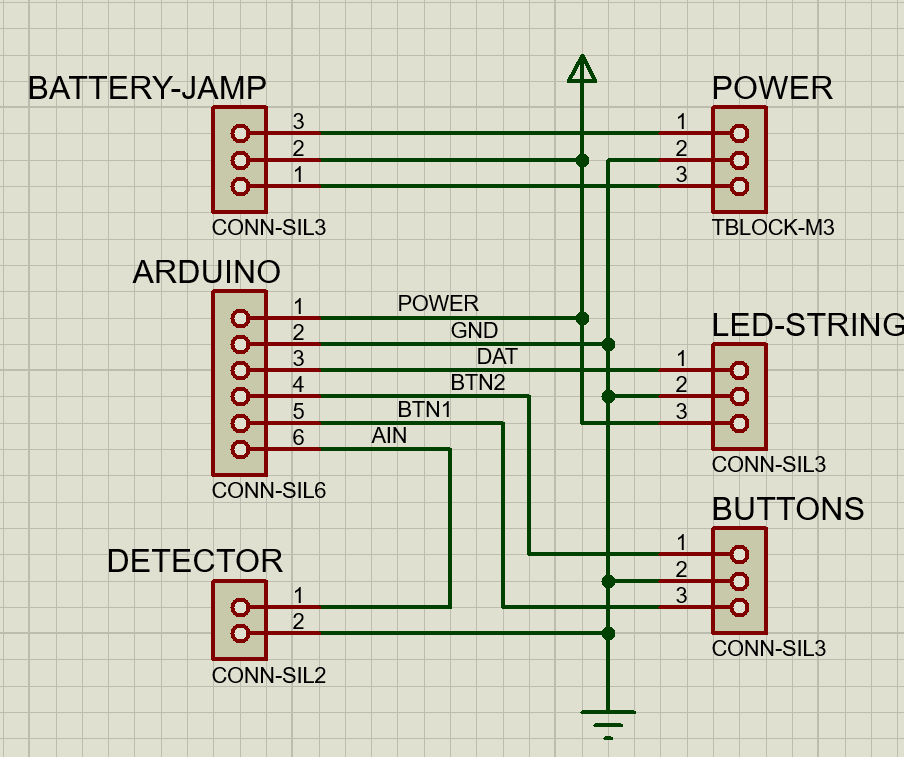 BATTERY-JAMP
3
2
1
CONN-SIL3
POWER
1
2
3
TBLOCK-M3
ARDUINO
1 POWER
2 GND
3 DAT
4 BTN2
5 BTN1
6 AIN
CONN-SIL6
LED-STRING
1
2
3
CONN-SIL3
BUTTONS
1
2
3
CONN-SIL3
DETECTOR
1
2
CONN-SIL2